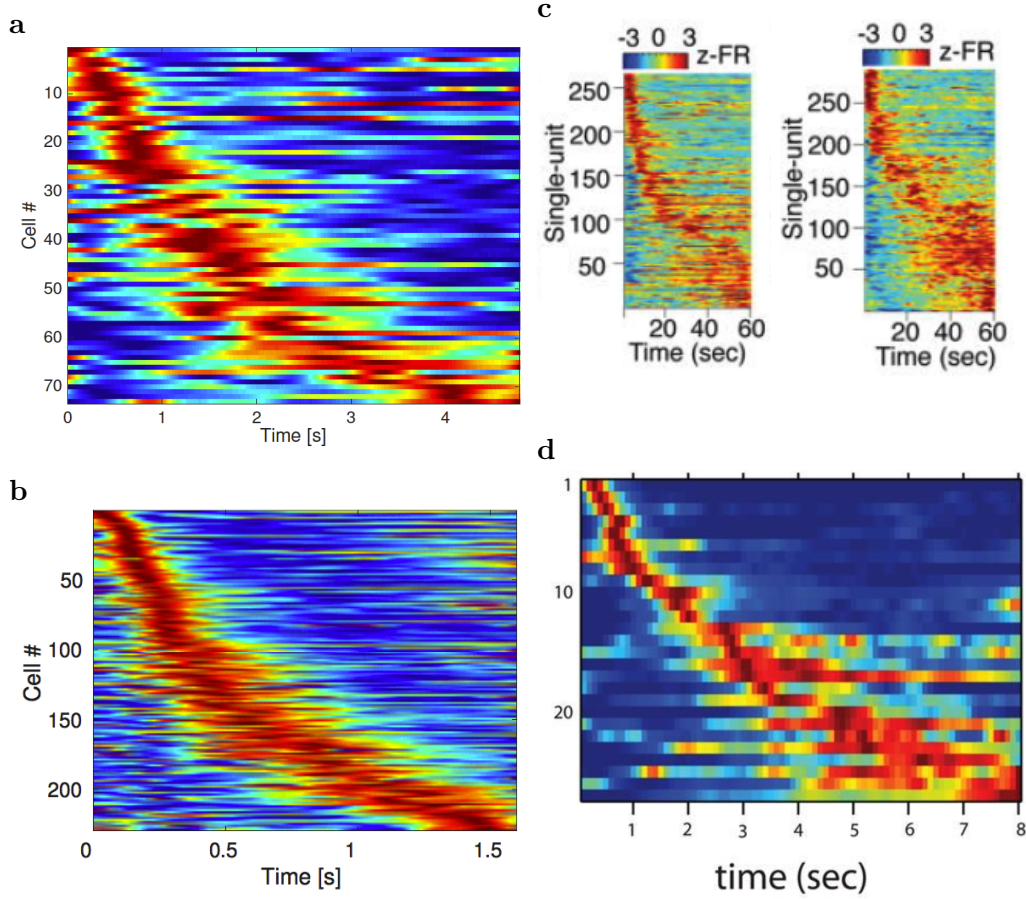 a
10
20
30
40
50
60
70
Cell #
0 1 2 3 4
Time [s]
b
50
100
150
200
Cell #
0 0.5 1 1.5
Time [s]
c
-3 0 3
z-FR
250
200
150
100
50
Single-unit
20 40 60
Time (sec)
-3 0 3
z-FR
250
200
150
100
50
Single-unit
20 40 60
Time (sec)
d
1
10
20
1 2 3 4 5 6 7 8
time (sec)